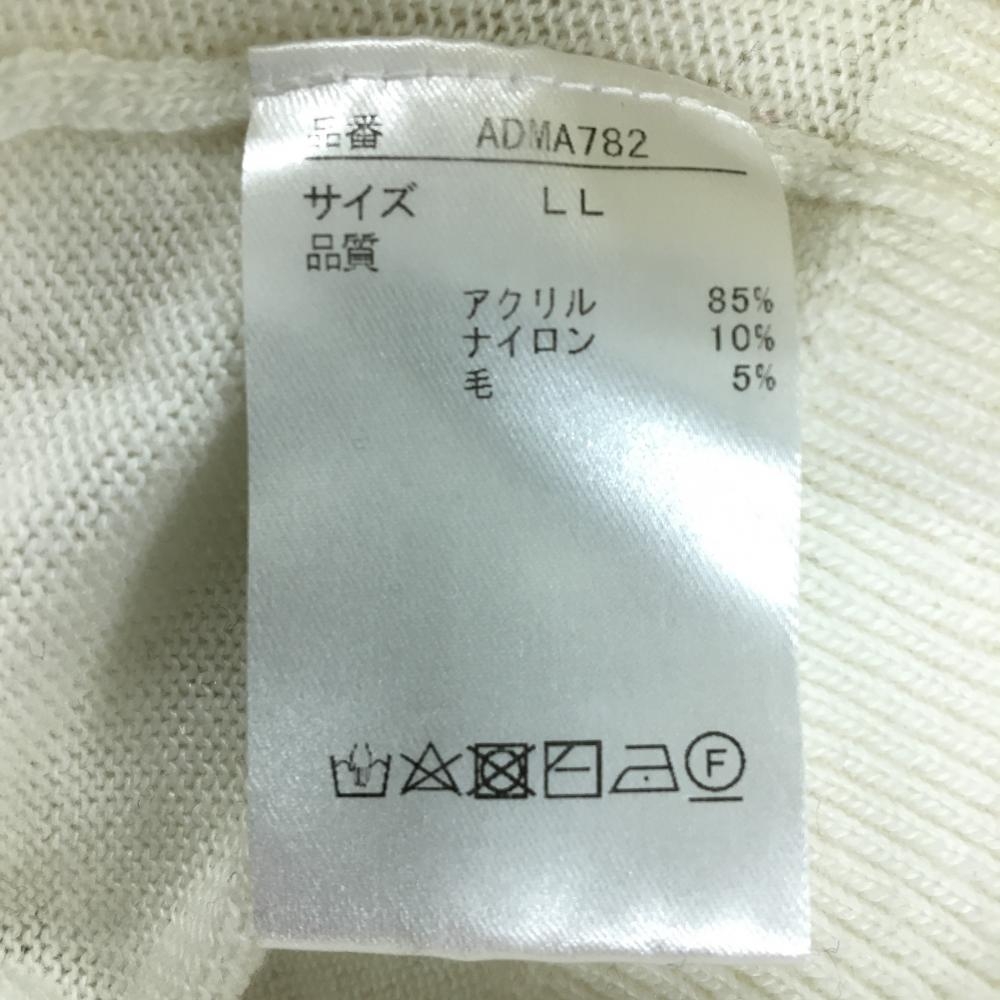 品番 ADMA782
サイズ LL
品質
アクリル 85%
ナイロン 10%
毛 5%
F